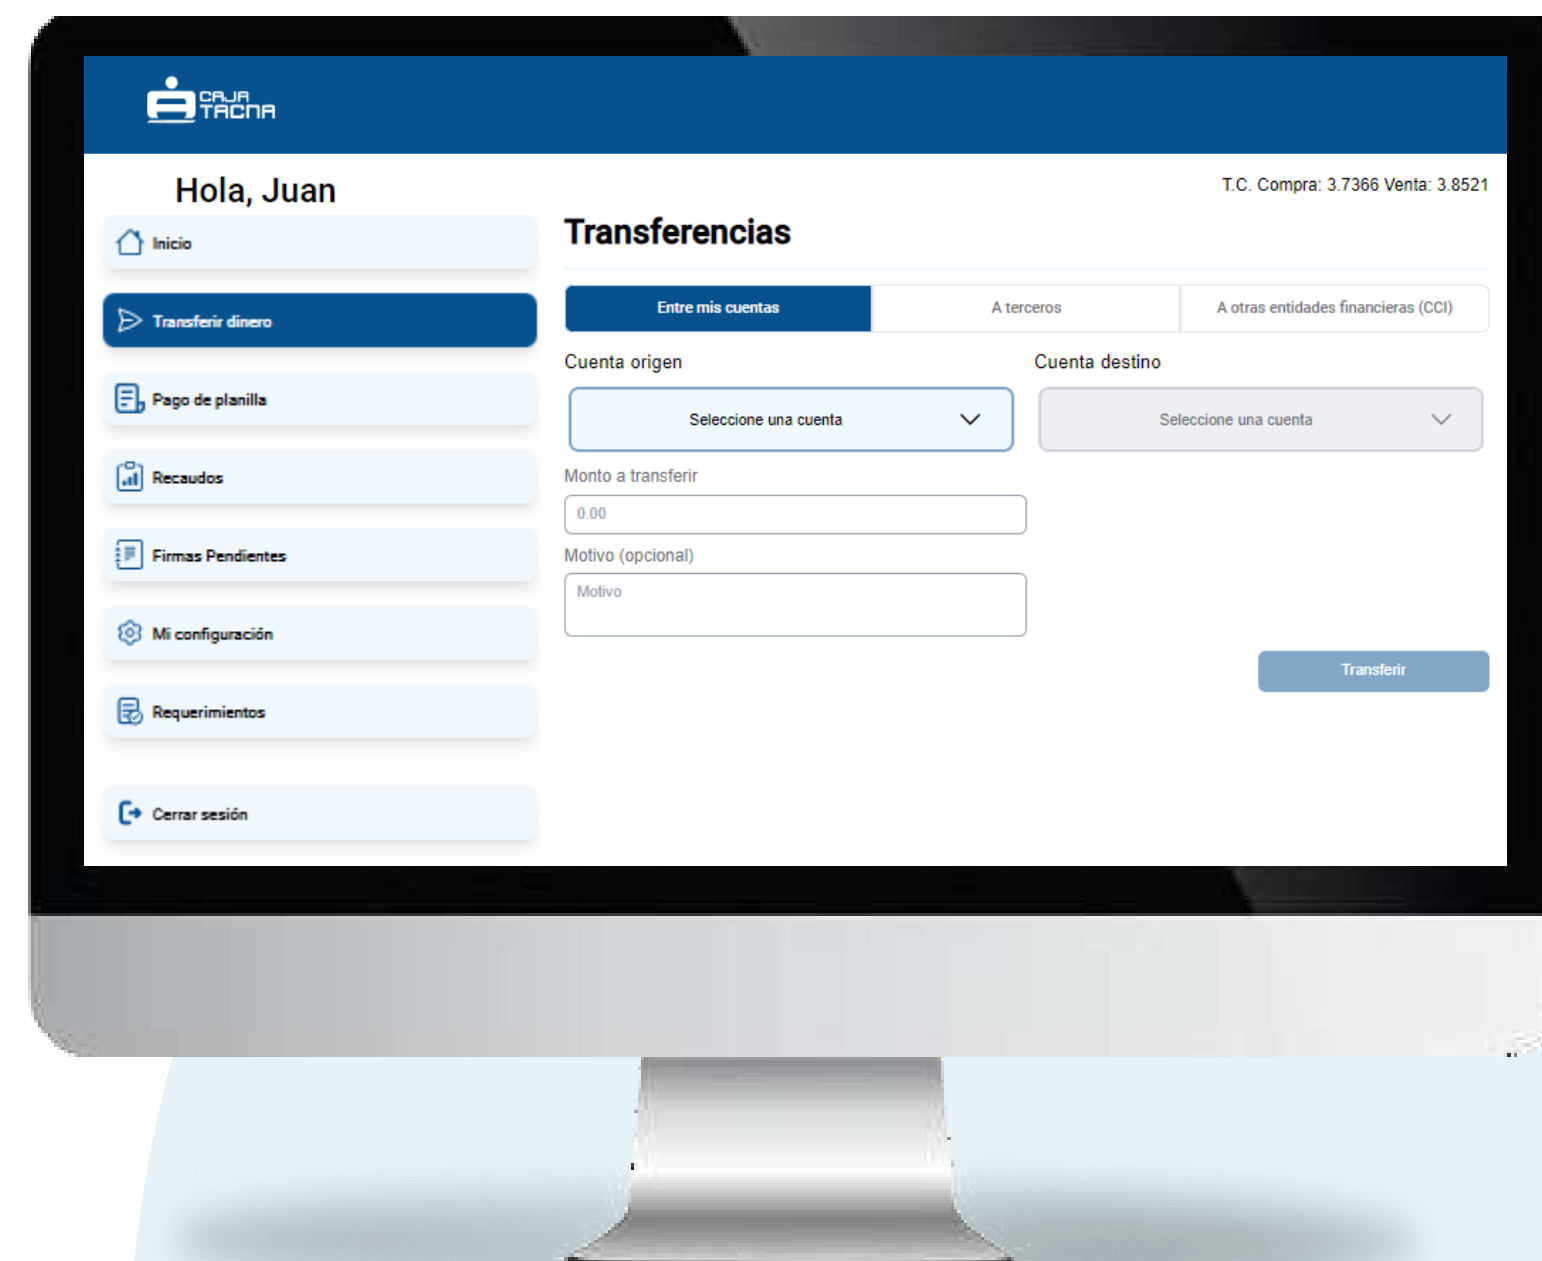 CAJA
TACNA
Hola, Juan
T.C. Compra: 3.7366 Venta: 3.8521
Inicio
Transferir dinero
Pago de planilla
Recaudos
Firmas Pendientes
Mi configuración
Requerimientos
Cerrar sesión
Transferencias
Entre mis cuentas
A terceros
A otras entidades financieras (CCI)
Cuenta origen
Cuenta destino
Seleccione una cuenta
Seleccione una cuenta
Monto a transferir
0.00
Motivo (opcional)
Motivo
Transferir